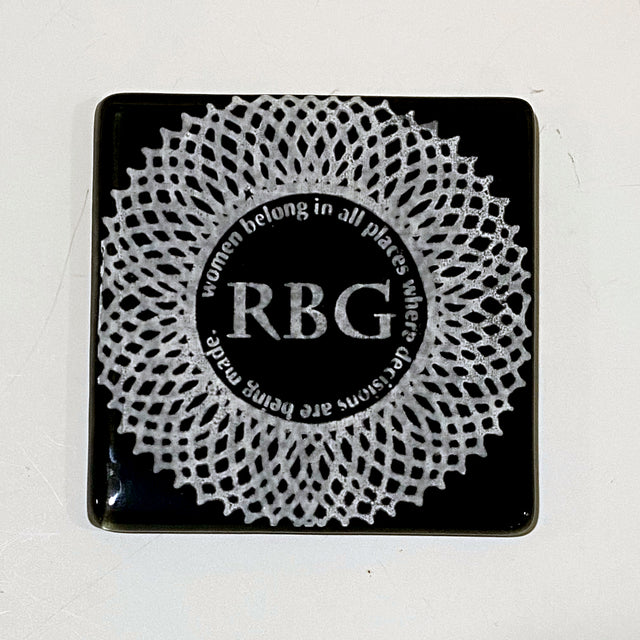 women belong in all places where decisions are being made.
RBG